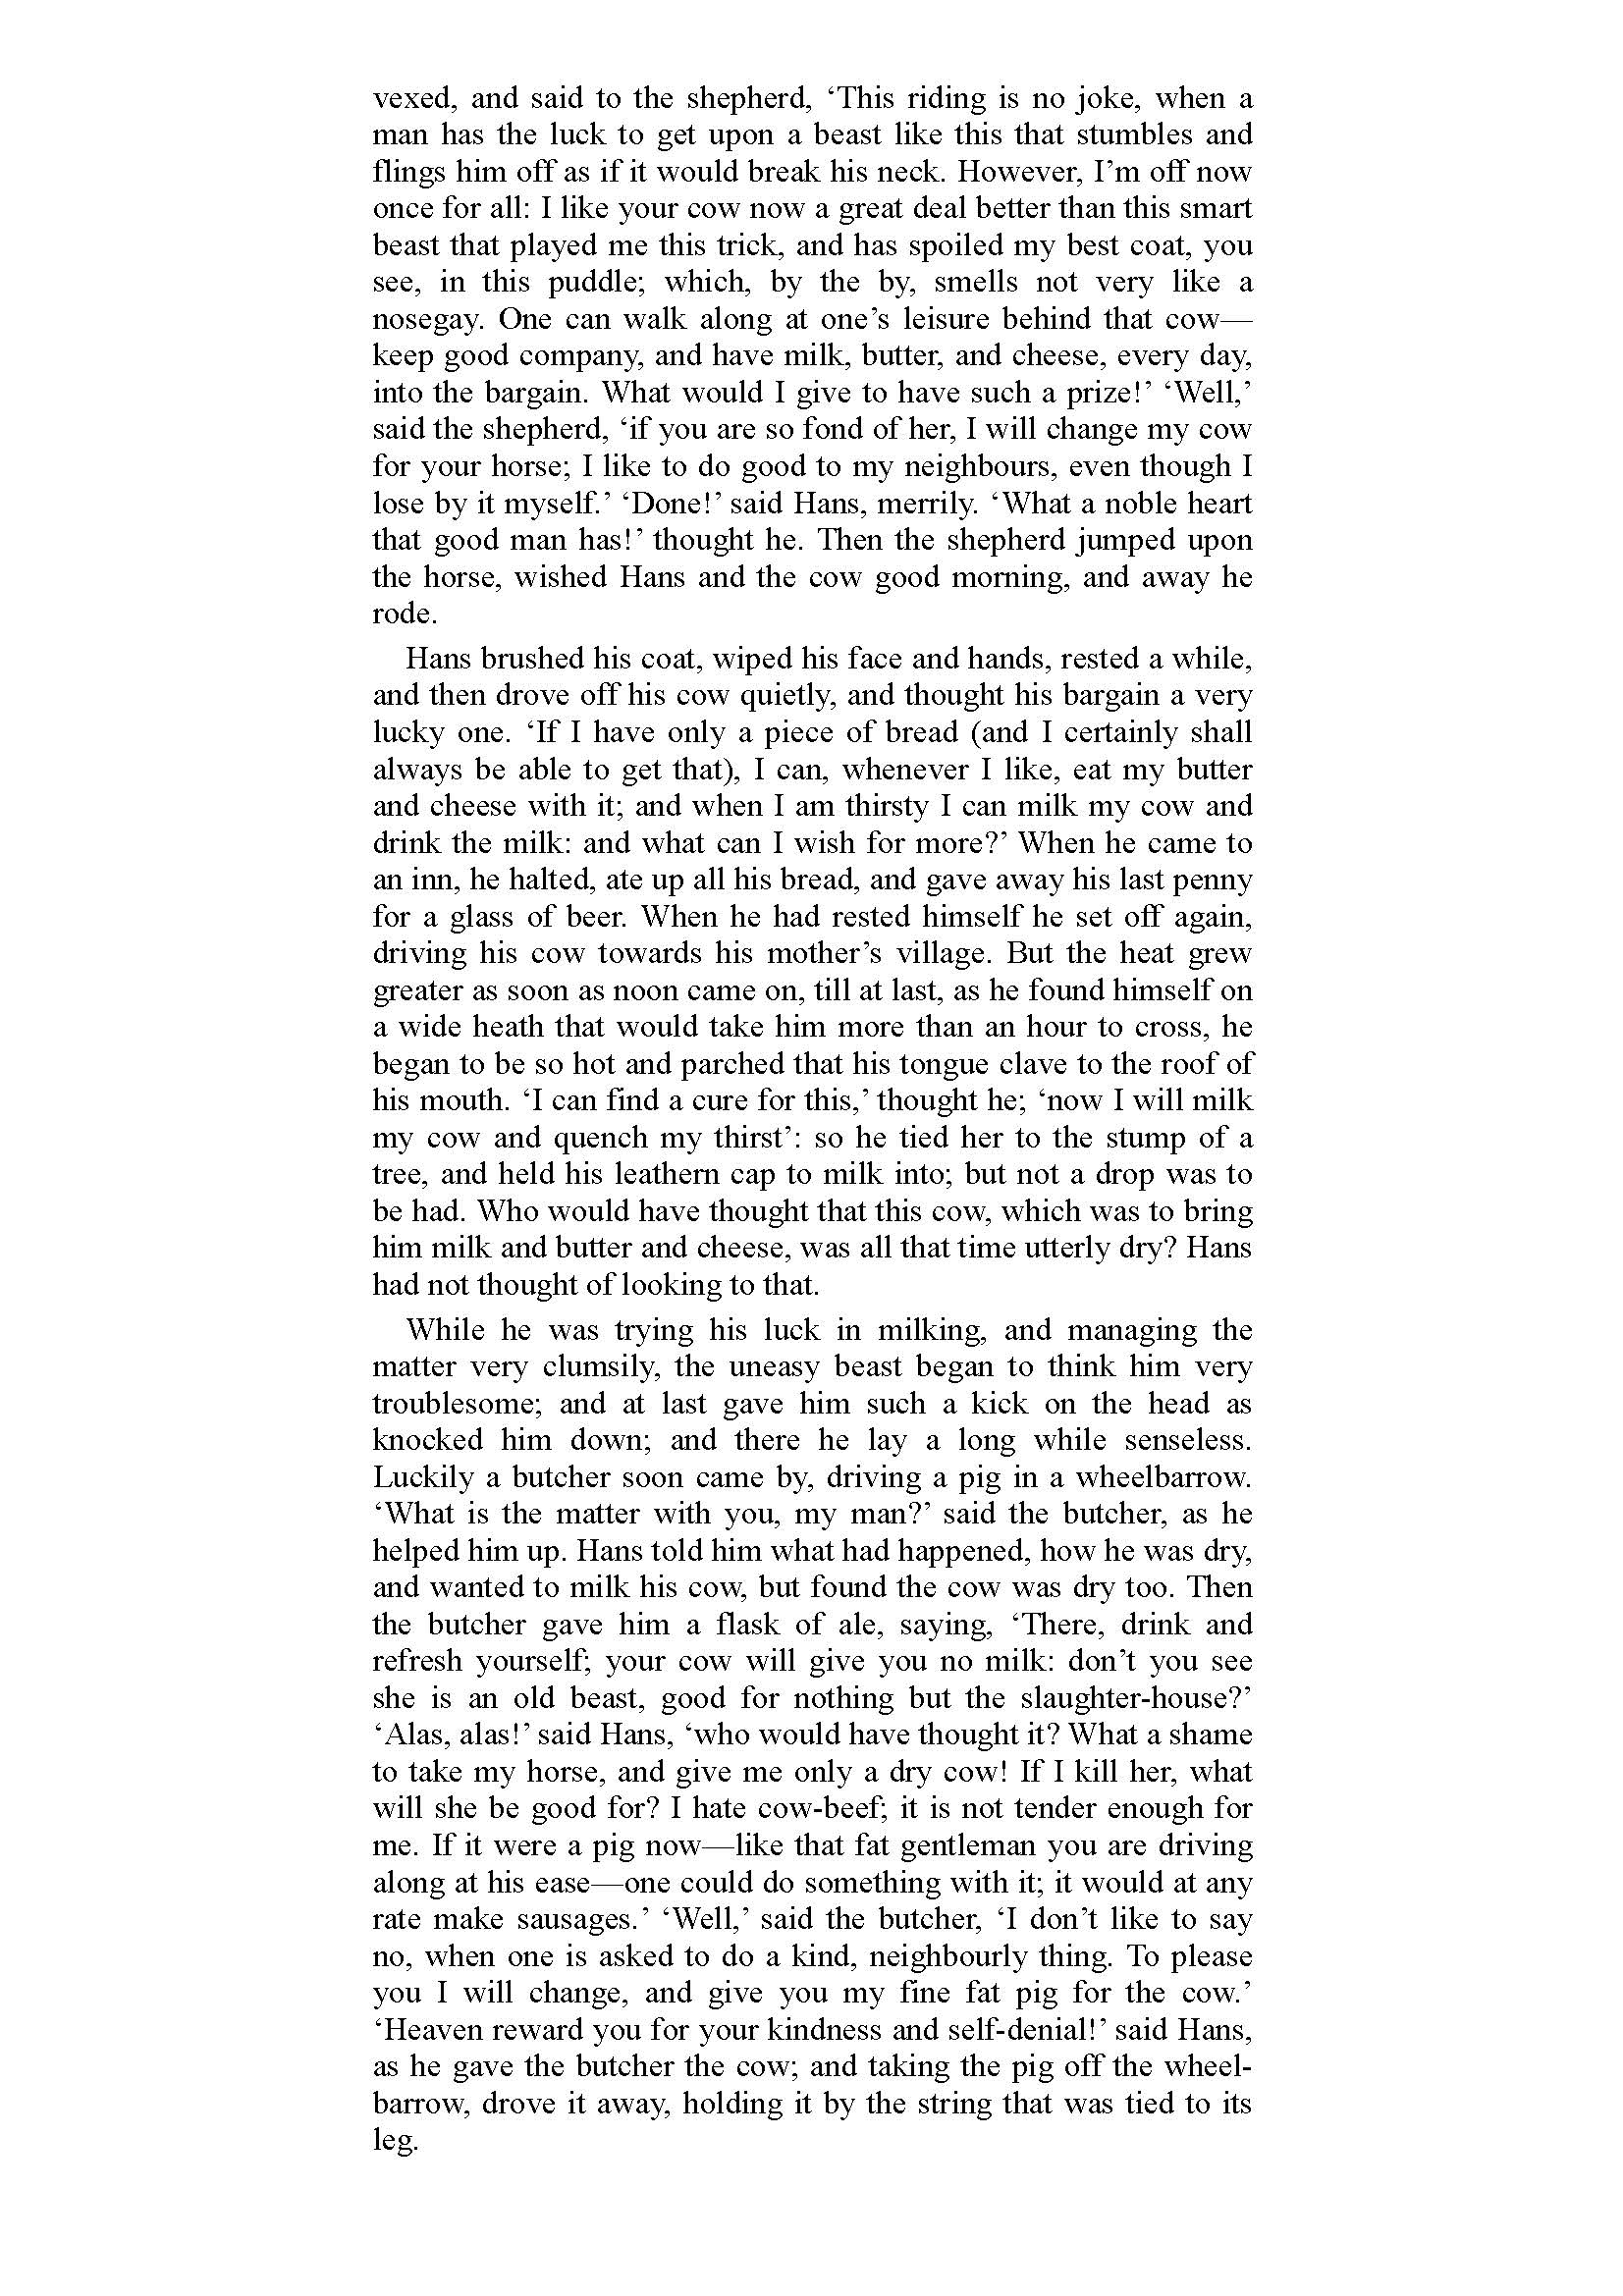 vexed, and said to the shepherd, ‘This riding is no joke, when a
man has the luck to get upon a beast like this that stumbles and
flings him off as if it would break his neck. However, I’m off now
once for all: I like your cow now a great deal better than this smart
beast that played me this trick, and has spoiled my best coat, you
see, in this puddle; which, by the by, smells not very like a
nosegay. One can walk along at one’s leisure behind that cow—
keep good company, and have milk, butter, and cheese, every day,
into the bargain. What would I give to have such a prize!’ ‘Well,’
said the shepherd, ‘if you are so fond of her, I will change my cow
for your horse; I like to do good to my neighbours, even though I
lose by it myself.’ ‘Done!’ said Hans, merrily. ‘What a noble heart
that good man has!’ thought he. Then the shepherd jumped upon
the horse, wished Hans and the cow good morning, and away he
rode.
Hans brushed his coat, wiped his face and hands, rested a while,
and then drove off his cow quietly, and thought his bargain a very
lucky one. ‘If I have only a piece of bread (and I certainly shall
always be able to get that), I can, whenever I like, eat my butter
and cheese with it; and when I am thirsty I can milk my cow and
drink the milk: and what can I wish for more?’ When he came to
an inn, he halted, ate up all his bread, and gave away his last penny
for a glass of beer. When he had rested himself he set off again,
driving his cow towards his mother’s village. But the heat grew
greater as soon as noon came on, till at last, as he found himself on
a wide heath that would take him more than an hour to cross, he
began to be so hot and parched that his tongue clave to the roof of
his mouth. ‘I can find a cure for this,’ thought he; ‘now I will milk
my cow and quench my thirst’: so he tied her to the stump of a
tree, and held his leathern cap to milk into; but not a drop was to
be had. Who would have thought that this cow, which was to bring
him milk and butter and cheese, was all that time utterly dry? Hans
had not thought of looking to that.
While he was trying his luck in milking, and managing the
matter very clumsily, the uneasy beast began to think him very
troublesome; and at last gave him such a kick on the head as
knocked him down; and there he lay a long while senseless.
Luckily a butcher soon came by, driving a pig in a wheelbarrow.
‘What is the matter with you, my man?’ said the butcher, as he
helped him up. Hans told him what had happened, how he was dry,
and wanted to milk his cow, but found the cow was dry too. Then
the butcher gave him a flask of ale, saying, ‘There, drink and
refresh yourself; your cow will give you no milk: don’t you see
she is an old beast, good for nothing but the slaughter-house?’
‘Alas, alas!’ said Hans, ‘who would have thought it? What a shame
to take my horse, and give me only a dry cow! If I kill her, what
will she be good for? I hate cow-beef; it is not tender enough for
me. If it were a pig now—like that fat gentleman you are driving
along at his ease—one could do something with it; it would at any
rate make sausages.’ ‘Well,’ said the butcher, ‘I don’t like to say
no, when one is asked to do a kind, neighbourly thing. To please
you I will change, and give you my fine fat pig for the cow.’
‘Heaven reward you for your kindness and self-denial!’ said Hans,
as he gave the butcher the cow; and taking the pig off the wheel-
barrow, drove it away, holding it by the string that was tied to its
leg.